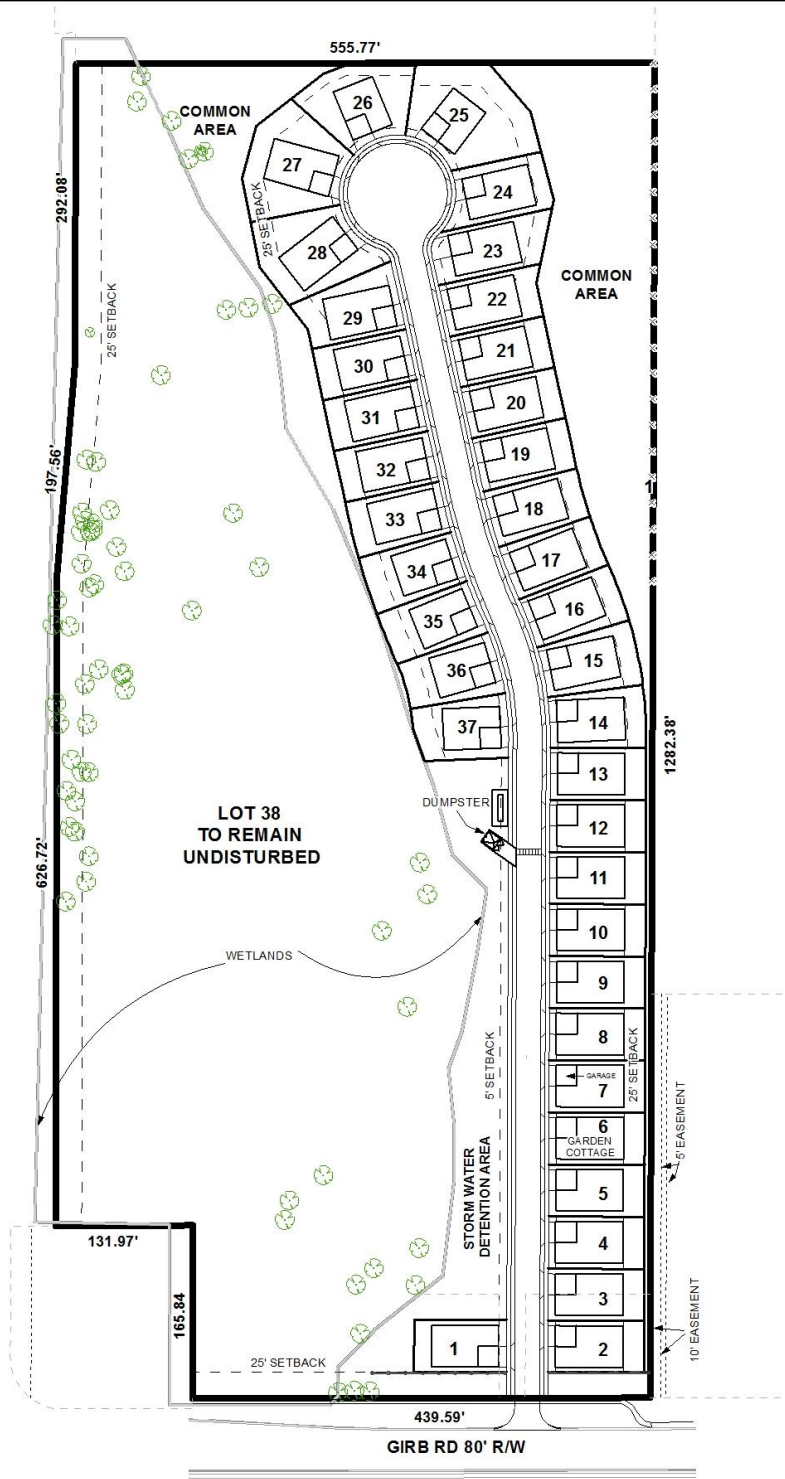 555.77'
COMMON
AREA
26
25
27
24
292.08'
25' SETBACK
28
23
COMMON
AREA
25' SETBACK
22
29
21
30
20
31
19
197.56'
32
1
18
33
17
34
16
35
15
36
14
37
1282.38'
13
DUMPSTER
LOT 38
TO REMAIN
UNDISTURBED
12
626.72'
11
10
WETLANDS
9
8
5' SETBACK
25' SETBACK
GARAGE
7
5' EASEMENT
6
GARDEN
COTTAGE
STORM WATER
DETENTION AREA
5
131.97'
4
3
165.84
10' EASEMENT
1
2
25' SETBACK
439.59'
GIRB RD 80' R/W